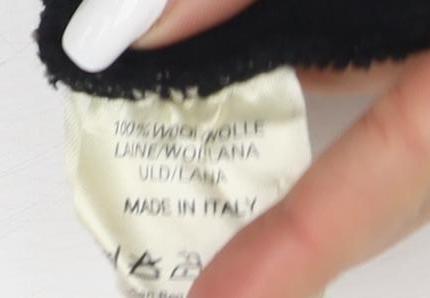 100% WOOL/WOLLE
LAINE/WOL/LANA
ULD/LANA
MADE IN ITALY